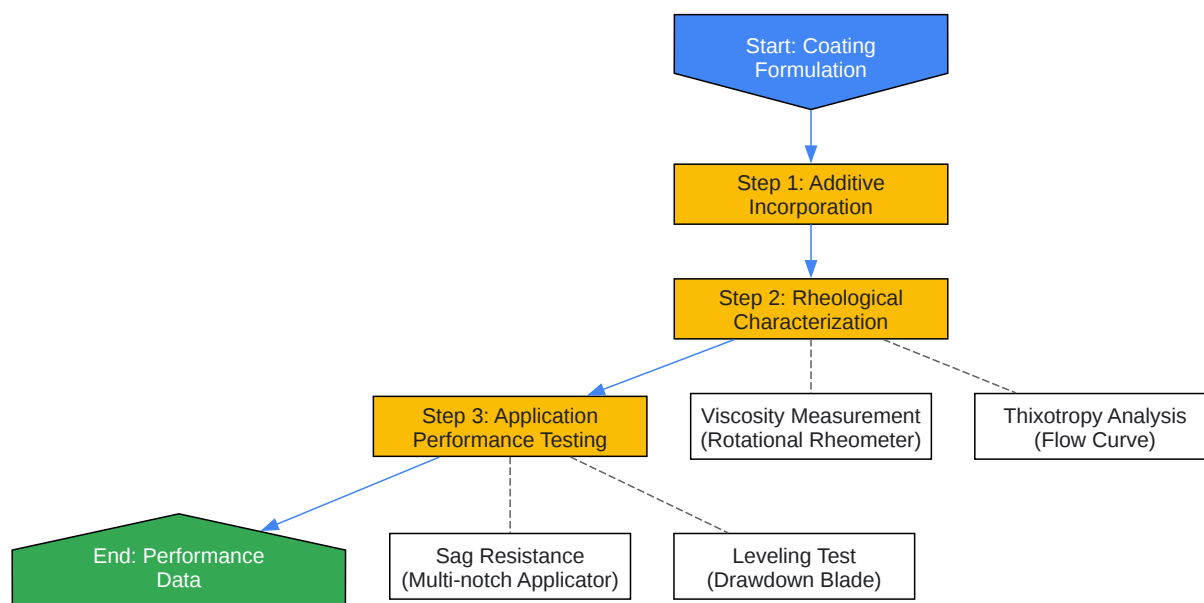 Start: Coating
Formulation
Step 1: Additive
Incorporation
Step 2: Rheological
Characterization
Step 3: Application
Performance Testing
Viscosity Measurement
(Rotational Rheometer)
Thixotropy Analysis
(Flow Curve)
End: Performance
Data
Sag Resistance
(Multi-notch Applicator)
Leveling Test
(Drawdown Blade)